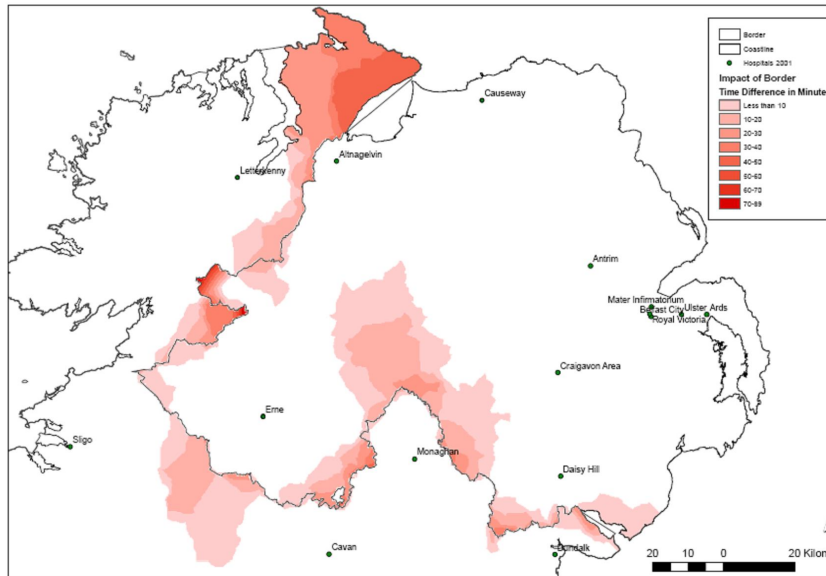 Border
Coastline
Hospitals 2001
Impact of Border
Time Difference in Minute
Less than 10
10-20
20-30
30-40
40-50
50-60
60-70
70-89
Causeway
Altnagelvin
Letterkenny
Antrim
Mater Infirmatorum
Belfast City
Ulster
Ards
Royal Victoria
Craigavon Area
Erne
Sligo
Monaghan
Daisy Hill
Cavan
Dundalk
20 10 0 20 Kilom